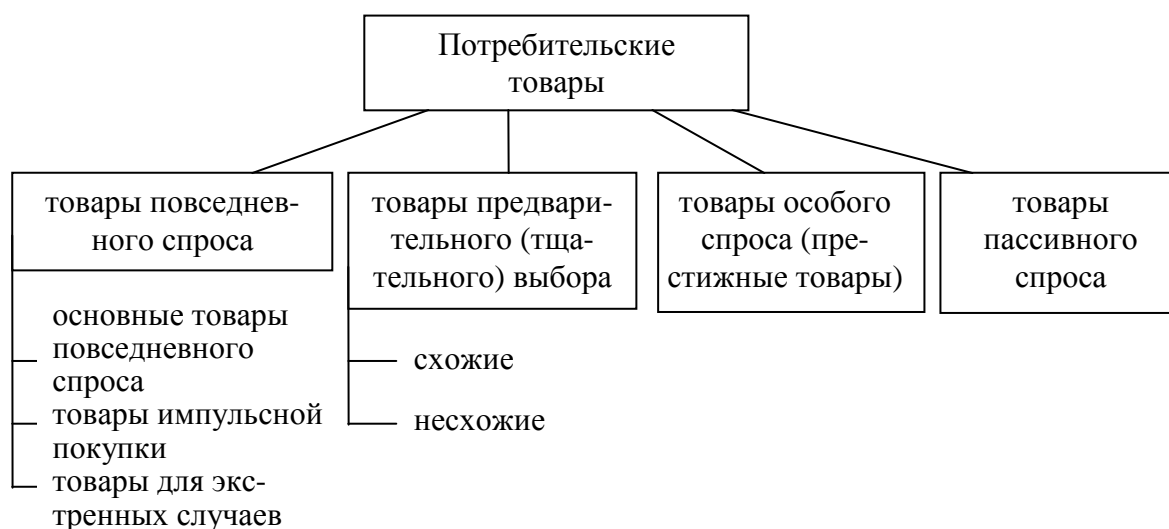 Потребительские
товары
товары повседнев-
ного спроса
товары предвари-
тельного (тща-
тельного) выбора
товары особого
спроса (пре-
стижные товары)
товары
пассивного
спроса
основные товары
повседневного
спроса
товары импульсной
покупки
товары для экс-
тренных случаев
схожие
несхожие